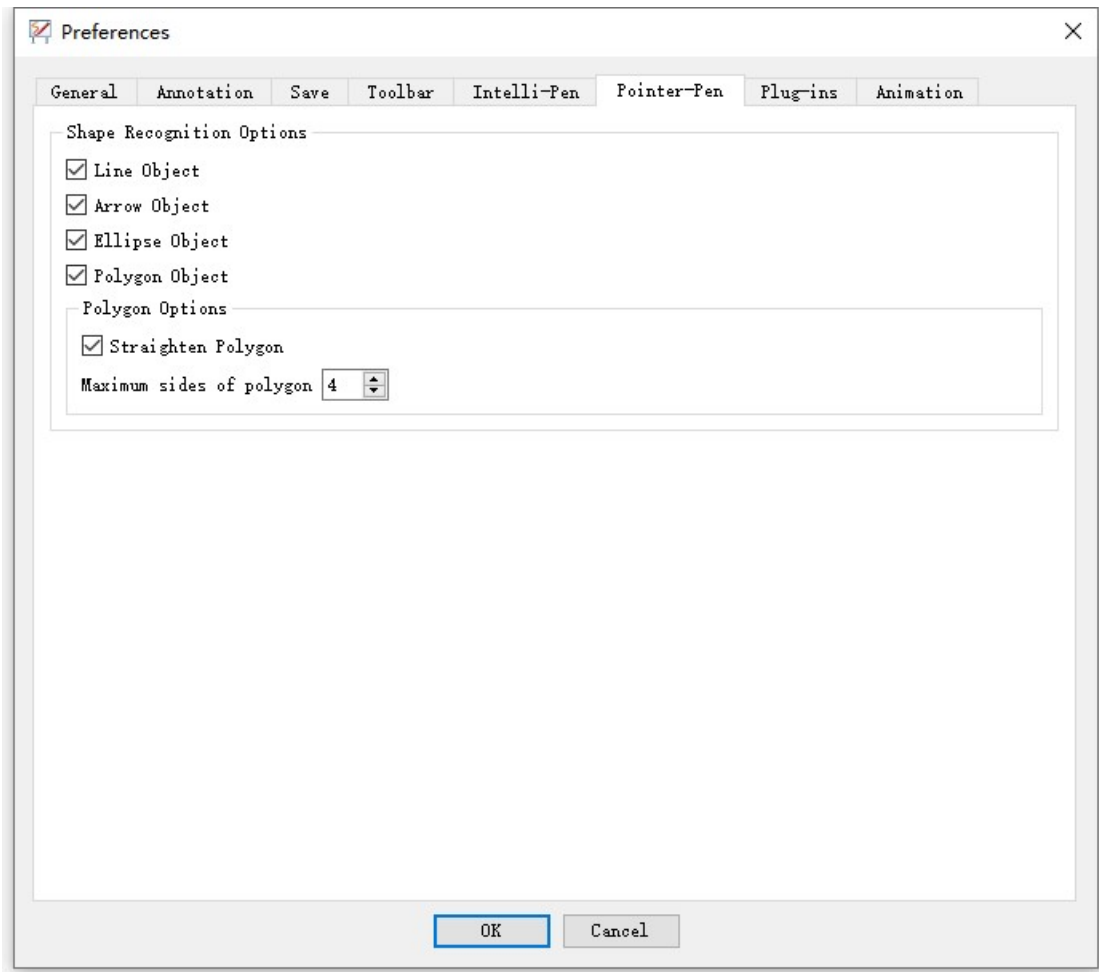 Preferences
General Annotation Save Toolbar Intelli-Pen Pointer-Pen Plug-ins Animation
Shape Recognition Options
Line Object
Arrow Object
Ellipse Object
Polygon Object
Polygon Options
Straighten Polygon
Maximum sides of polygon 4
OK Cancel